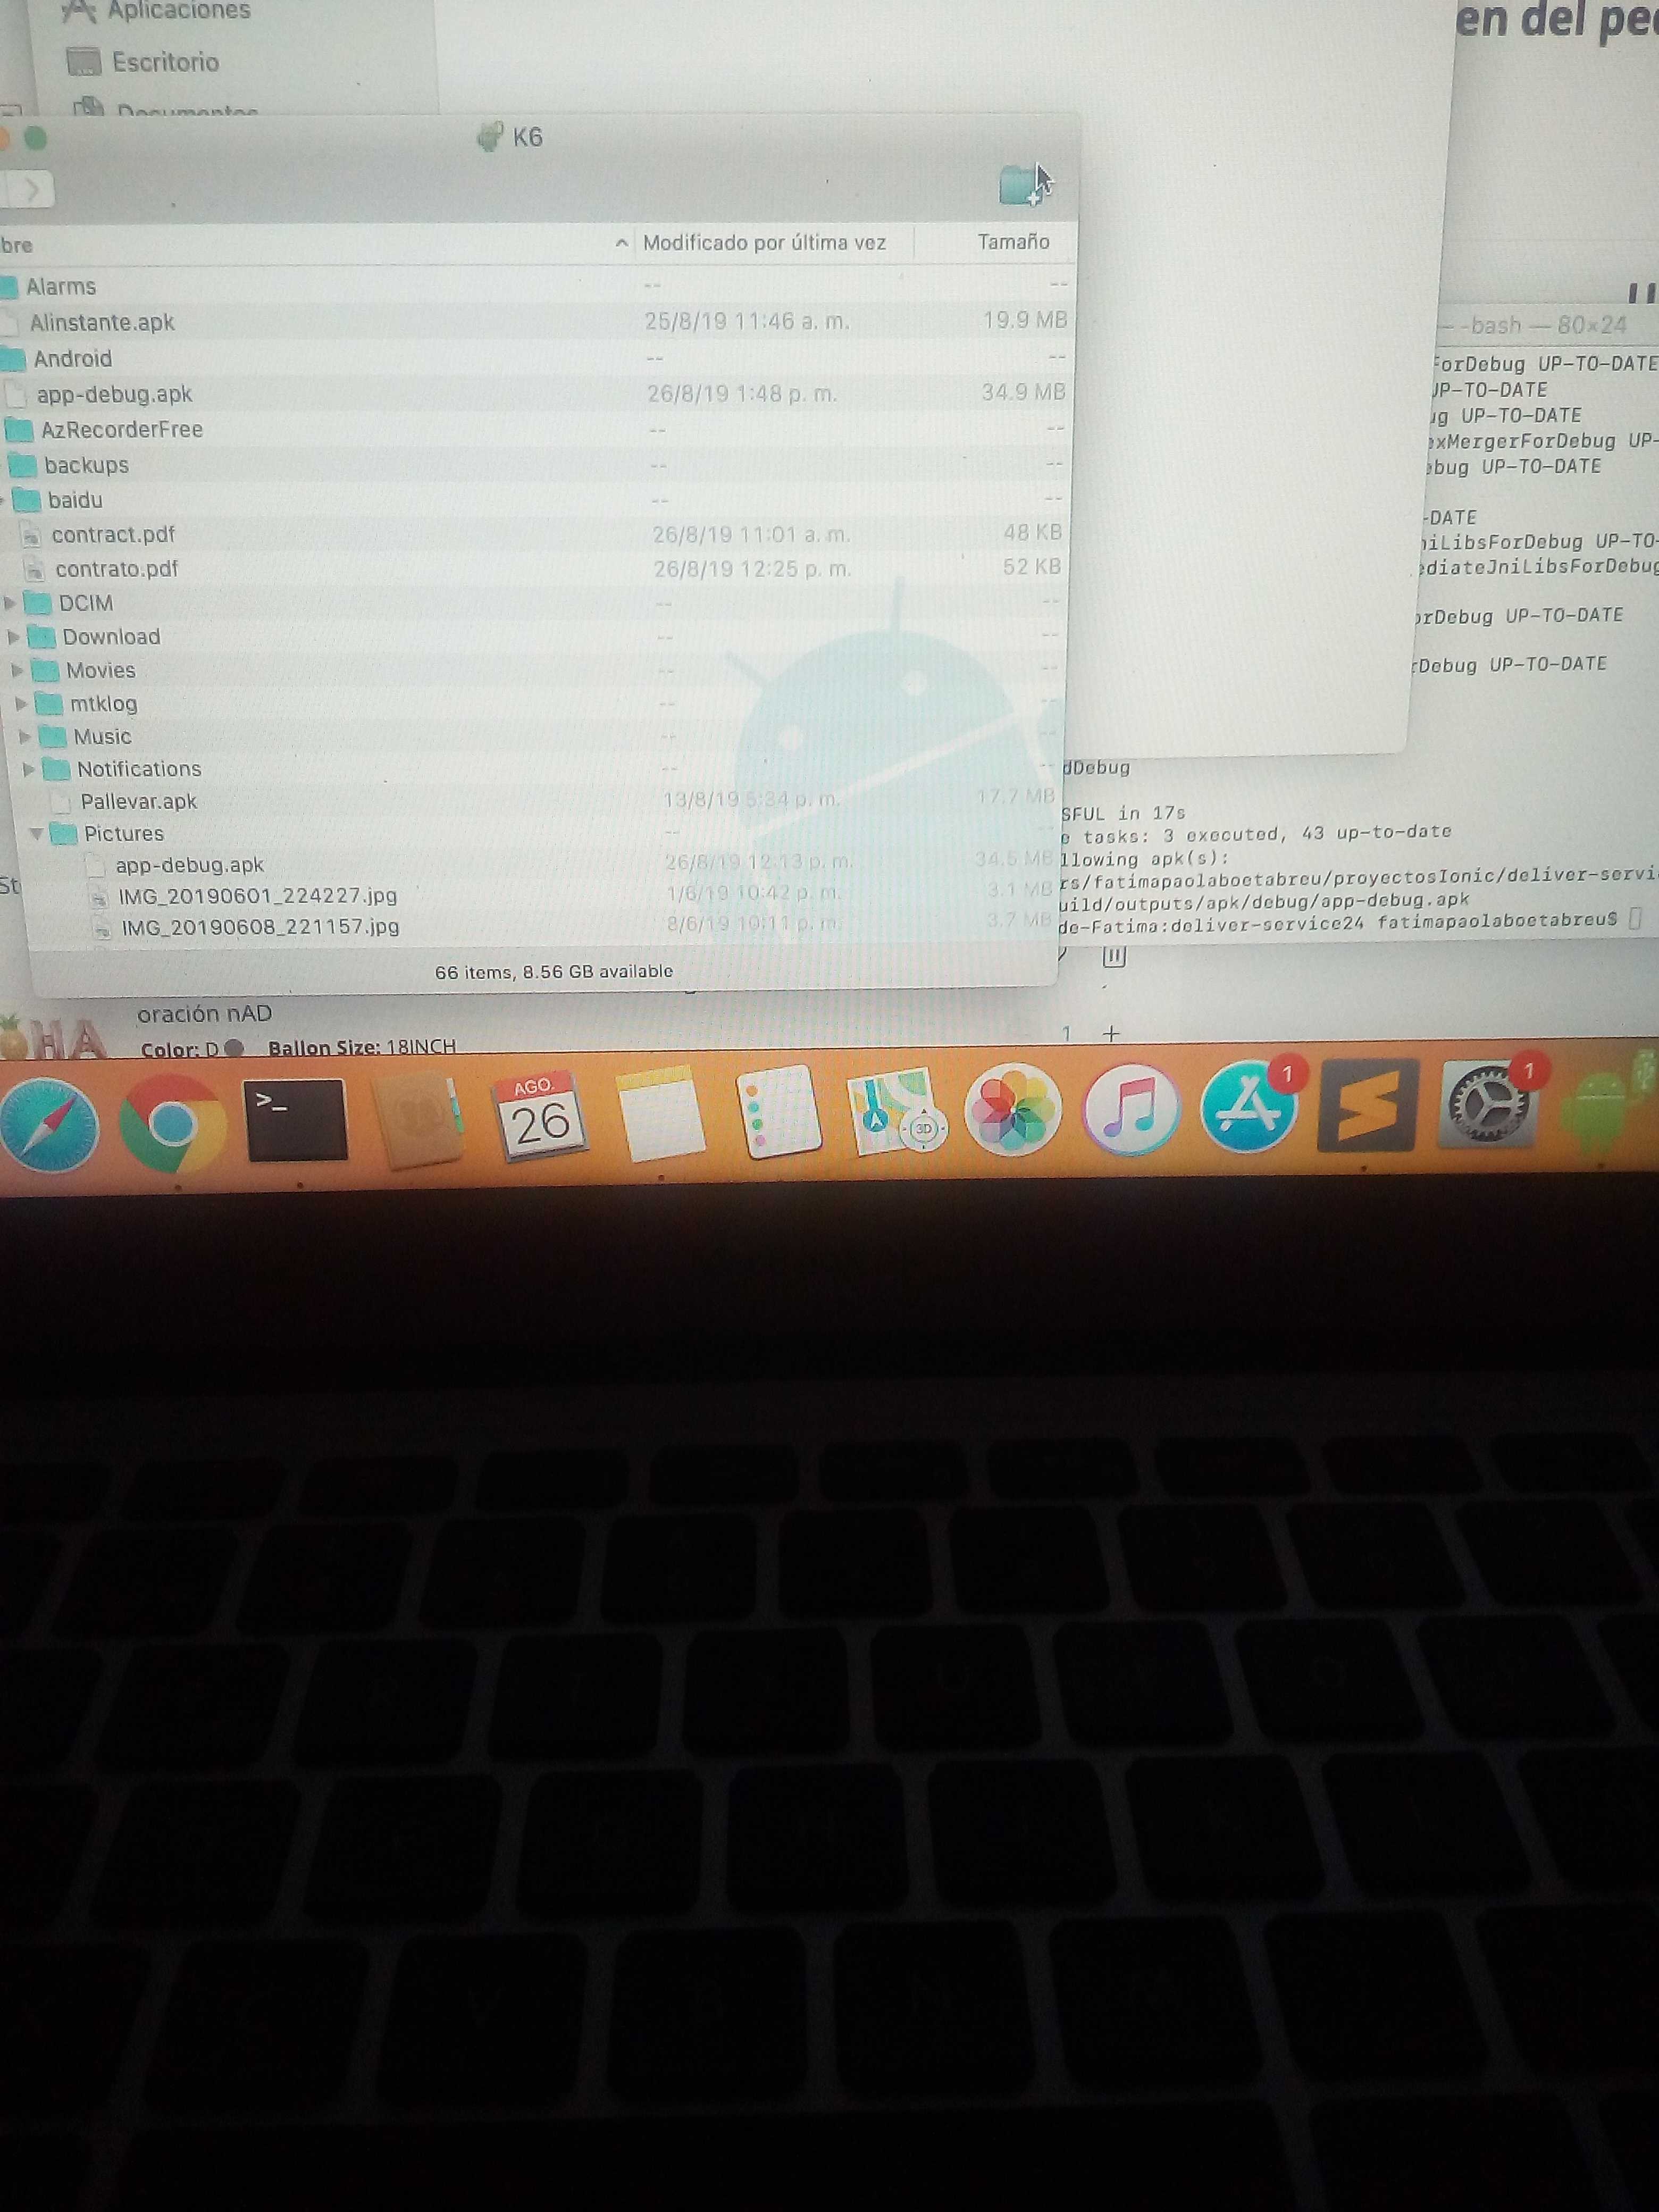 Aplicaciones
Escritorio
Documentos
en del pe
K6
bre
Modificado por última vez
Tamaño
Alarms -- --
Alinstante.apk 25/8/19 11:46 a. m. 19.9 MB
Android -- --
app-debug.apk 26/8/19 1:48 p. m. 34.9 MB
AzRecorderFree -- --
backups -- --
baidu -- --
contract.pdf 26/8/19 11:01 a. m. 48 KB
contrato.pdf 26/8/19 12:25 p. m. 52 KB
DCIM -- --
Download -- --
Movies -- --
mtklog -- --
Music -- --
Notifications -- --
Pallevar.apk 13/8/19 5:34 p. m. 17.7 MB
Pictures --
app-debug.apk 26/8/19 12:13 p. m. 34.5 MB
IMG_20190601_224227.jpg 1/6/19 10:42 p. m. 3.1 MB
IMG_20190608_221157.jpg 8/6/19 10:11 p. m. 3.7 MB
66 items, 8.56 GB available
-bash — 80×24
ForDebug UP-TO-DATE
UP-TO-DATE
ug UP-TO-DATE
exMergerForDebug UP-
ebug UP-TO-DATE
-DATE
niLibsForDebug UP-TO-
ediateJniLibsForDebug
orDebug UP-TO-DATE
rDebug UP-TO-DATE
dDebug
SFUL in 17s
e tasks: 3 executed, 43 up-to-date
llowing apk(s):
rs/fatimapaolaboetabreu/proyectosIonic/deliver-servi
uild/outputs/apk/debug/app-debug.apk
de-Fatima:deliver-service24 fatimapaolaboetabreu$
St
oración nAD
HA
Color: D Ballon Size: 18INCH
1 +
>_
AGO.
26
3D
1
1